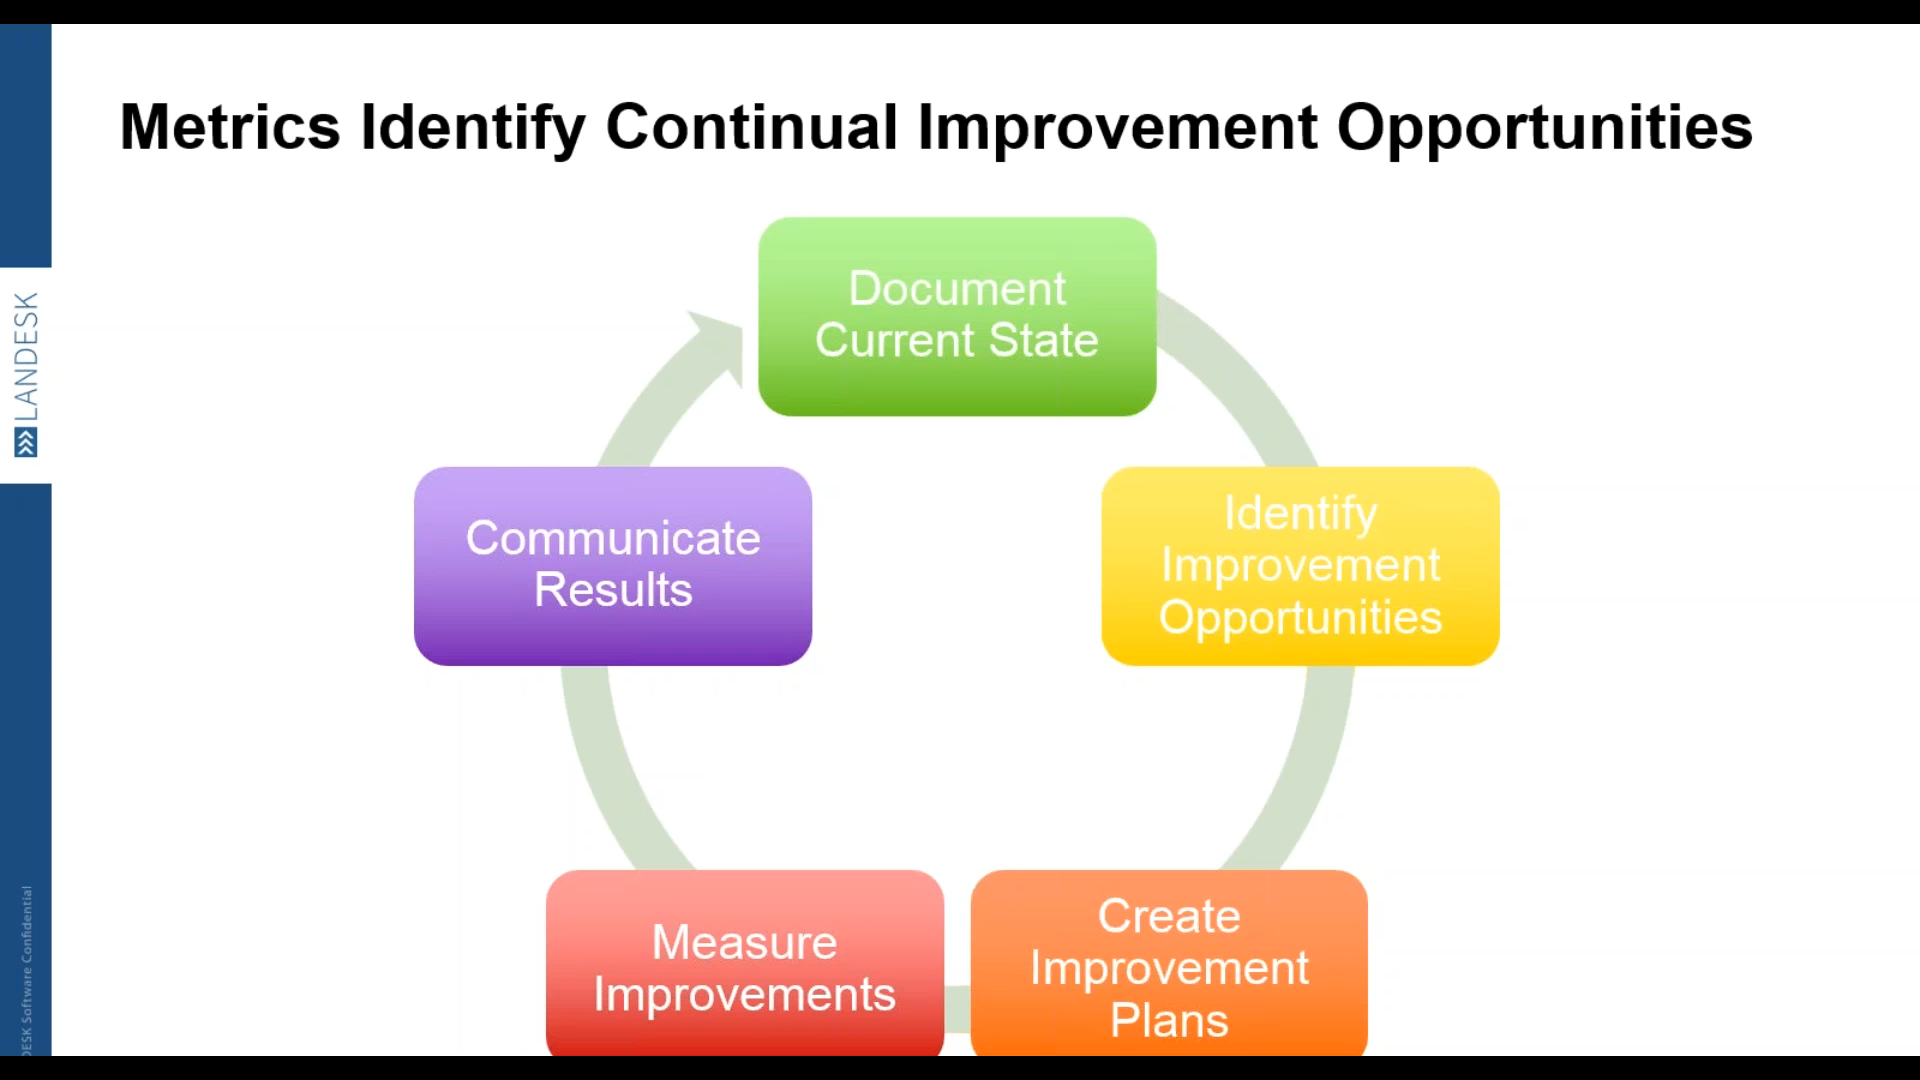 Metrics Identify Continual Improvement Opportunities
Document
Current State
Identify
Improvement
Opportunities
Create
Improvement
Plans
Measure
Improvements
Communicate
Results
LANDESK
Software Confidential